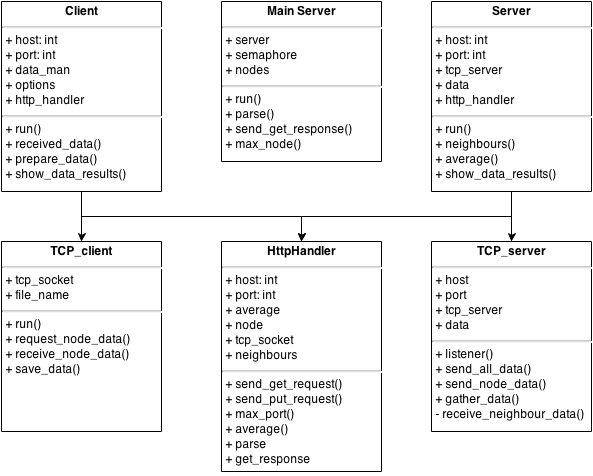 Client
+ host: int
+ port: int
+ data_man
+ options
+ http_handler
+ run()
+ received_data()
+ prepare_data()
+ show_data_results()
Main Server
+ server
+ semaphore
+ nodes
+ run()
+ parse()
+ send_get_response()
+ max_node()
Server
+ host: int
+ port: int
+ tcp_server
+ data
+ http_handler
+ run()
+ neighbours()
+ average()
+ show_data_results()
TCP_client
+ tcp_socket
+ file_name
+ run()
+ request_node_data()
+ receive_node_data()
+ save_data()
HttpHandler
+ host: int
+ port: int
+ average
+ node
+ tcp_socket
+ neighbours
+ send_get_request()
+ send_put_request()
+ max_port()
+ average()
+ parse
+ get_response
TCP_server
+ host
+ port
+ tcp_server
+ data
+ listener()
+ send_all_data()
+ send_node_data()
+ gather_data()
- receive_neighbour_data()